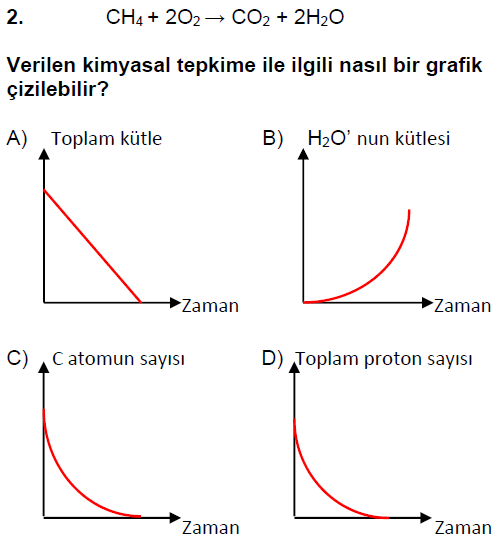 2. CH₄ + 2O₂ → CO₂ + 2H₂O
Verilen kimyasal tepkime ile ilgili nasıl bir grafik
çizilebilir?
A) Toplam kütle
Zaman
B) H₂O’ nun kütlesi
Zaman
C) C atomun sayısı
Zaman
D) Toplam proton sayısı
Zaman